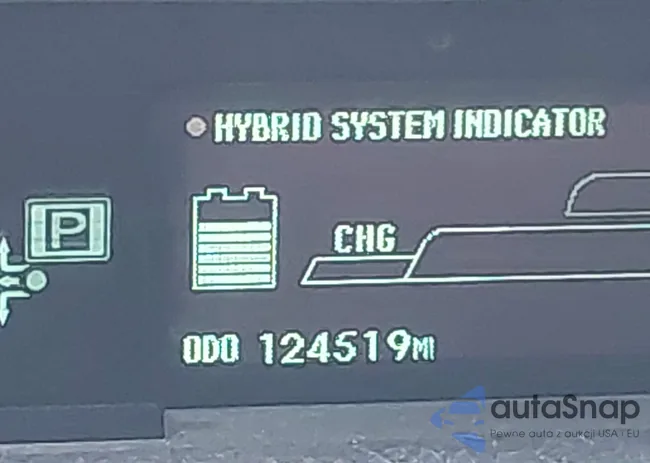 HYBRID SYSTEM INDICATOR
P
CHG
ODO 124519MI
autaSnap
Pewne auta z aukcji USA i EU